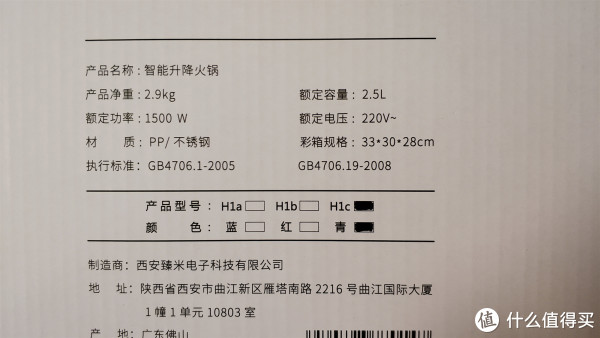 产品名称: 智能升降火锅
产品净重: 2.9kg 额定容量: 2.5L
额定功率: 1500 W 额定电压: 220V~
材 质: PP/ 不锈钢 彩箱规格: 33*30*28cm
执行标准: GB4706.1-2005 GB4706.19-2008
产品型号: H1a H1b H1c
颜 色: 蓝 红 青
制造商: 西安臻米电子科技有限公司
地 址: 陕西省西安市曲江新区雁塔南路 2216 号曲江国际大厦
1 幢 1 单元 10803 室
产 地: 广东佛山
值 什么值得买